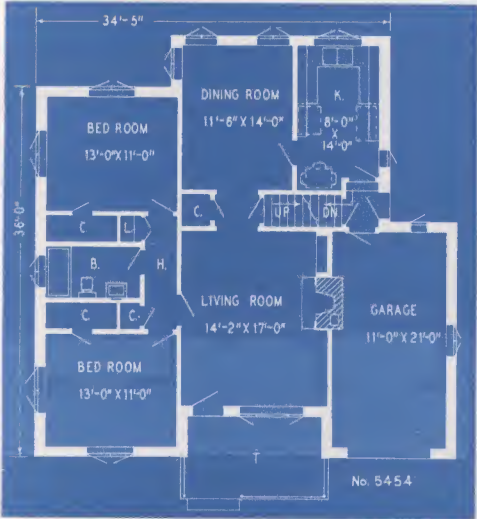 34'-5"
DINING ROOM
11'-6" X 14'-0"
K.
8'-0"
X
14'-0"
BED ROOM
13'-0" X 11'-0"
36'-0"
C.
L.
C.
UP
DN
B.
H.
C.
C.
LIVING ROOM
14'-2" X 17'-0"
GARAGE
11'-0" X 21'-0"
BED ROOM
13'-0" X 11'-0"
T
No. 5454